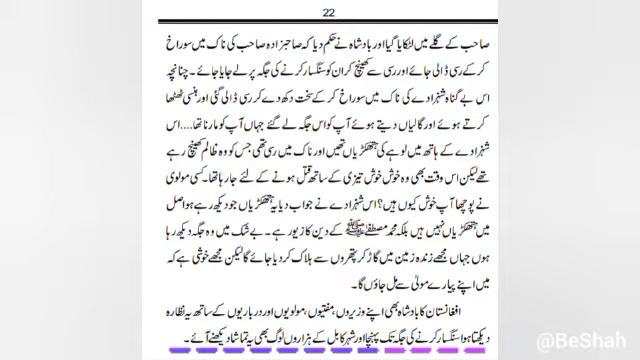 22
صاحب کے گلے میں لٹکایا گیا اور بادشاہ نے حکم دیا کہ صاحبزادہ صاحب کی ناک میں سوراخ
کر کے رسی ڈالی جائے اور رسی سے کھینچ کر ان کو سنگسار کرنے کی جگہ پر لے جایا جائے۔ چنانچہ
اس بے گناہ شہزادے کی ناک میں سوراخ کر کے سخت دکھ دے کر رسی ڈالی گئی اور ہنسی ٹھٹھا
کرتے ہوئے اور گالیاں دیتے ہوئے آپ کو اس جگہ لے گئے جہاں آپ کو مارنا تھا....اس
شہزادے کے ہاتھ میں لوہے کی ہتھکڑیاں تھیں اور ناک میں رسی تھی جس کو وہ ظالم کھینچ رہے
تھے لیکن اس وقت بھی وہ خوش خوش تیزی کے ساتھ قتل ہونے کے لئے جا رہا تھا۔ کسی مولوی
نے پوچھا آپ خوش کیوں ہیں؟ اس شہزادے نے جواب دیا یہ ہتھکڑیاں جو دیکھ رہے ہو اصل
میں ہتھکڑیاں نہیں ہیں بلکہ محمد مصطفےٰ ﷺ کے دین کا زیور ہے۔ بے شک میں وہ جگہ دیکھ رہا
ہوں جہاں مجھے زندہ زمین میں گاڑ کر پتھروں سے ہلاک کر دیا جائے گا لیکن مجھے خوشی ہے کہ
میں اپنے پیارے مولیٰ سے مل جاؤں گا۔
افغانستان کا بادشاہ بھی اپنے وزیروں، مفتیوں، مولویوں اور درباریوں کے ساتھ یہ نظارہ
دیکھتا ہوا سنگسار کرنے کی جگہ تک پہنچا اور شہر کابل کے ہزاروں لوگ بھی یہ تماشا دیکھنے آئے۔
@BeShah